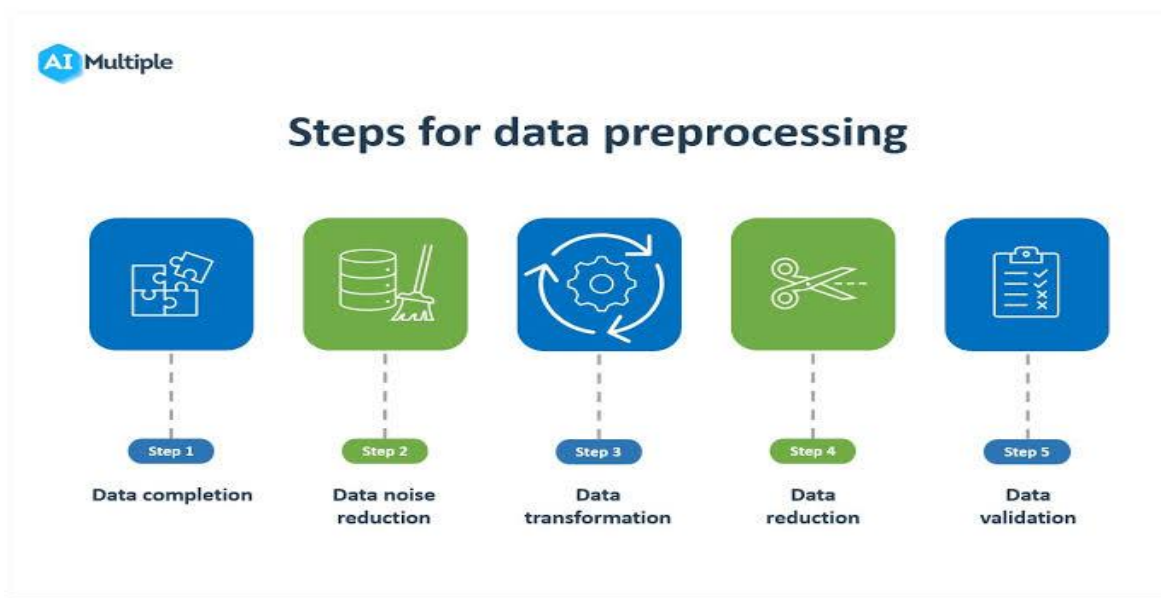 AI Multiple
Steps for data preprocessing
Step 1
Step 2
Step 3
Step 4
Step 5
Data completion
Data noise
reduction
Data
transformation
Data
reduction
Data
validation